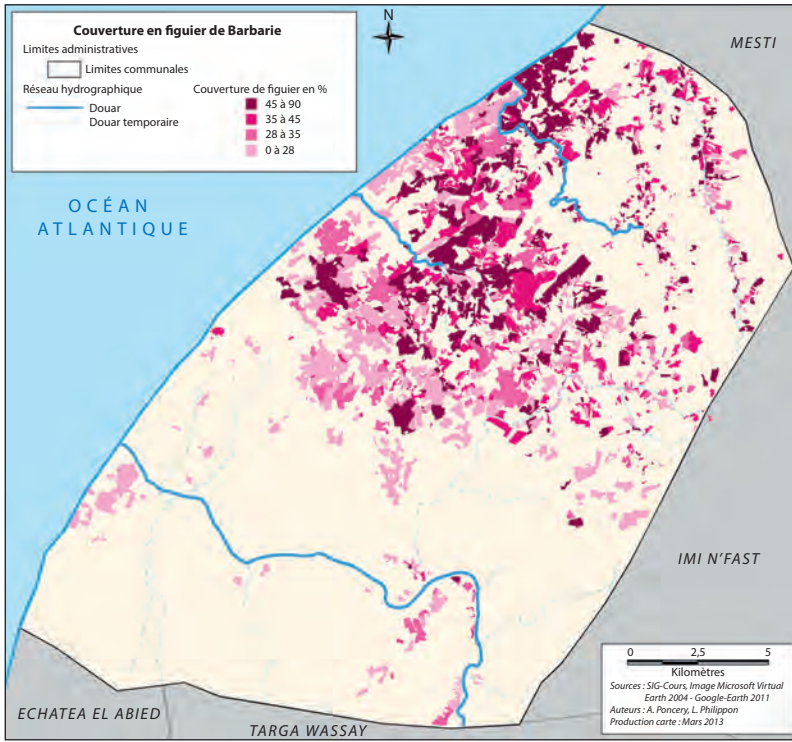 Couverture en figuier de Barbarie
Limites administratives
Limites communales
Réseau hydrographique
Douar
Douar temporaire
Couverture de figuier en %
45 à 90
35 à 45
28 à 35
0 à 28
N
MESTI
OCÉAN
ATLANTIQUE
IMI N'FAST
0 2,5 5
Kilomètres
Sources : SIG-Cours, Image Microsoft Virtual
Earth 2004 - Google-Earth 2011
Auteurs : A. Poncery, L. Philippon
Production carte : Mars 2013
ECHATEA EL ABIED
TARGA WASSAY